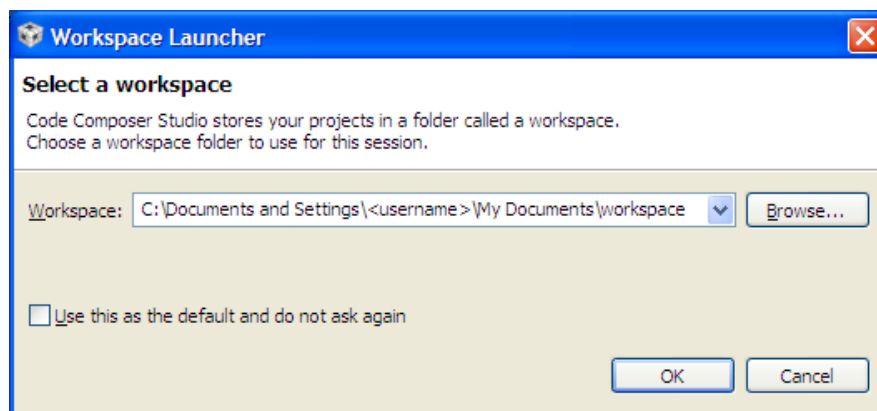 Workspace Launcher
Select a workspace
Code Composer Studio stores your projects in a folder called a workspace.
Choose a workspace folder to use for this session.
Workspace: C:\Documents and Settings\<username>\My Documents\workspace Browse...
Use this as the default and do not ask again
OK Cancel